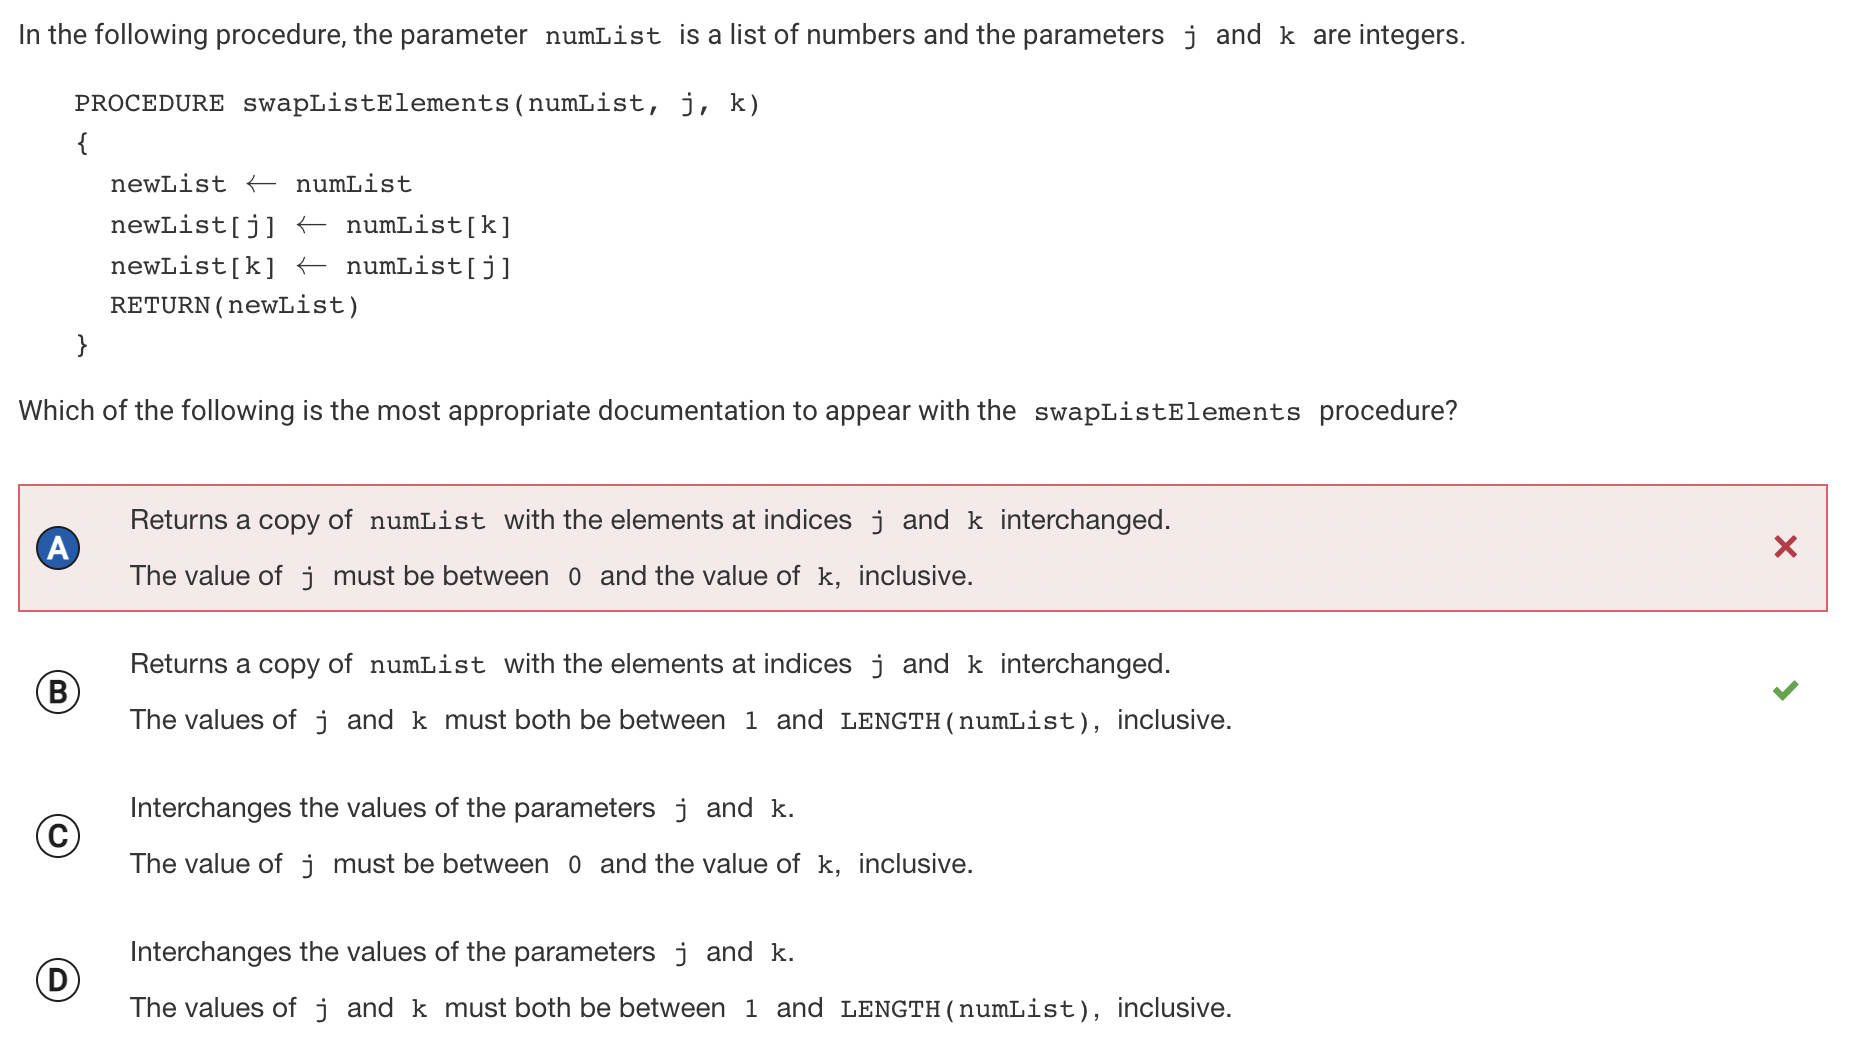 In the following procedure, the parameter numList is a list of numbers and the parameters j and k are integers.
PROCEDURE swapListElements(numList, j, k)
{
newList ← numList
newList[j] ← numList[k]
newList[k] ← numList[j]
RETURN(newList)
}
Which of the following is the most appropriate documentation to appear with the swapListElements procedure?
A
Returns a copy of numList with the elements at indices j and k interchanged.
The value of j must be between 0 and the value of k, inclusive.
B
Returns a copy of numList with the elements at indices j and k interchanged.
The values of j and k must both be between 1 and LENGTH(numList), inclusive.
C
Interchanges the values of the parameters j and k.
The value of j must be between 0 and the value of k, inclusive.
D
Interchanges the values of the parameters j and k.
The values of j and k must both be between 1 and LENGTH(numList), inclusive.